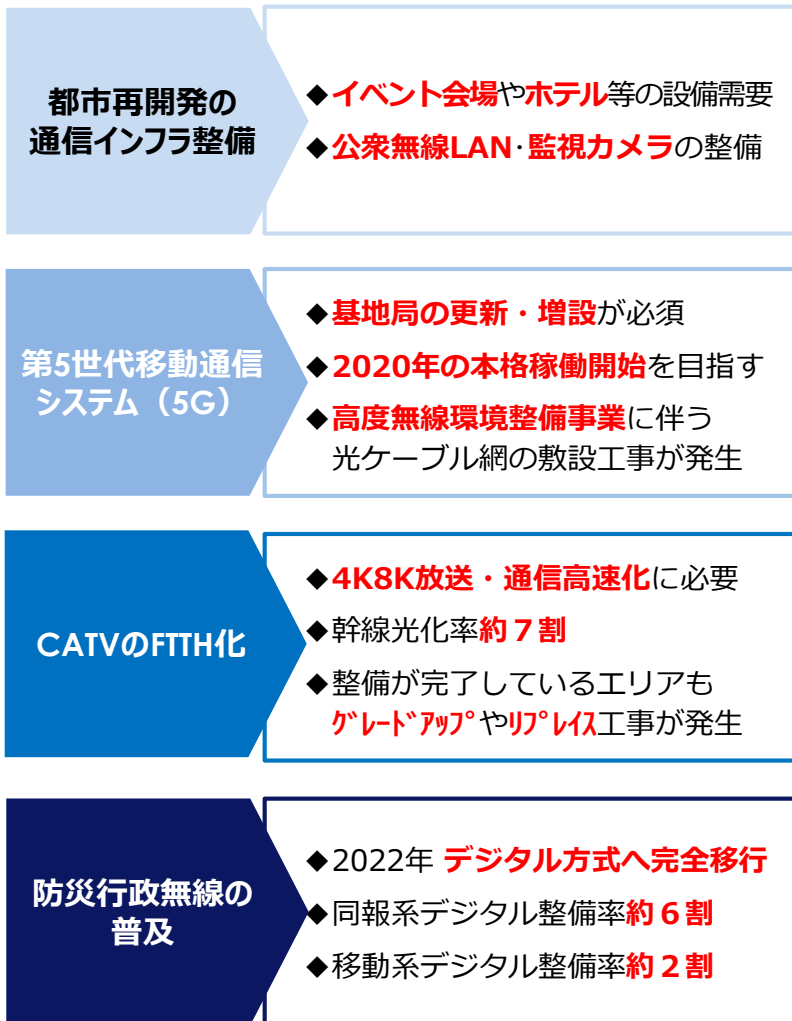 都市再開発の
通信インフラ整備
◆イベント会場やホテル等の設備需要
◆公衆無線LAN･監視カメラの整備
第5世代移動通信
システム（5G）
◆基地局の更新・増設が必須
◆2020年の本格稼働開始を目指す
◆高度無線環境整備事業に伴う
光ケーブル網の敷設工事が発生
CATVのFTTH化
◆4K8K放送・通信高速化に必要
◆幹線光化率約７割
◆整備が完了しているエリアも
ｸﾞﾚｰﾄﾞｱｯﾌﾟやﾘﾌﾟﾚｲｽ工事が発生
防災行政無線の
普及
◆2022年 デジタル方式へ完全移行
◆同報系デジタル整備率約６割
◆移動系デジタル整備率約２割